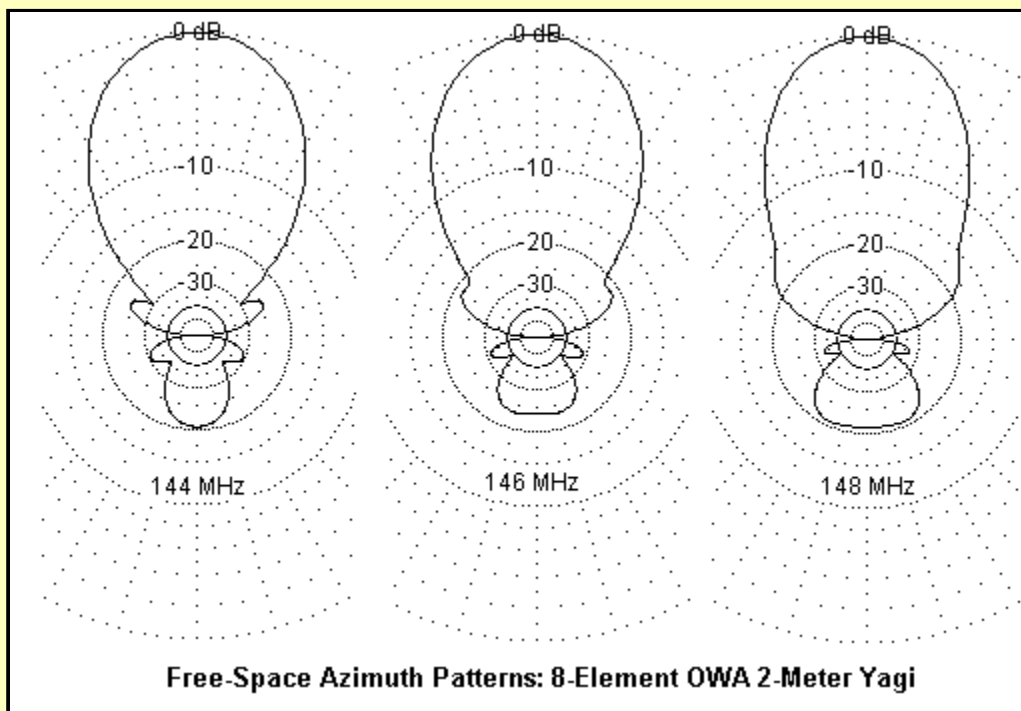 0 dB 0 dB 0 dB
-10 -10 -10
-20 -20 -20
-30 -30 -30
144 MHz 146 MHz 148 MHz
Free-Space Azimuth Patterns: 8-Element OWA 2-Meter Yagi